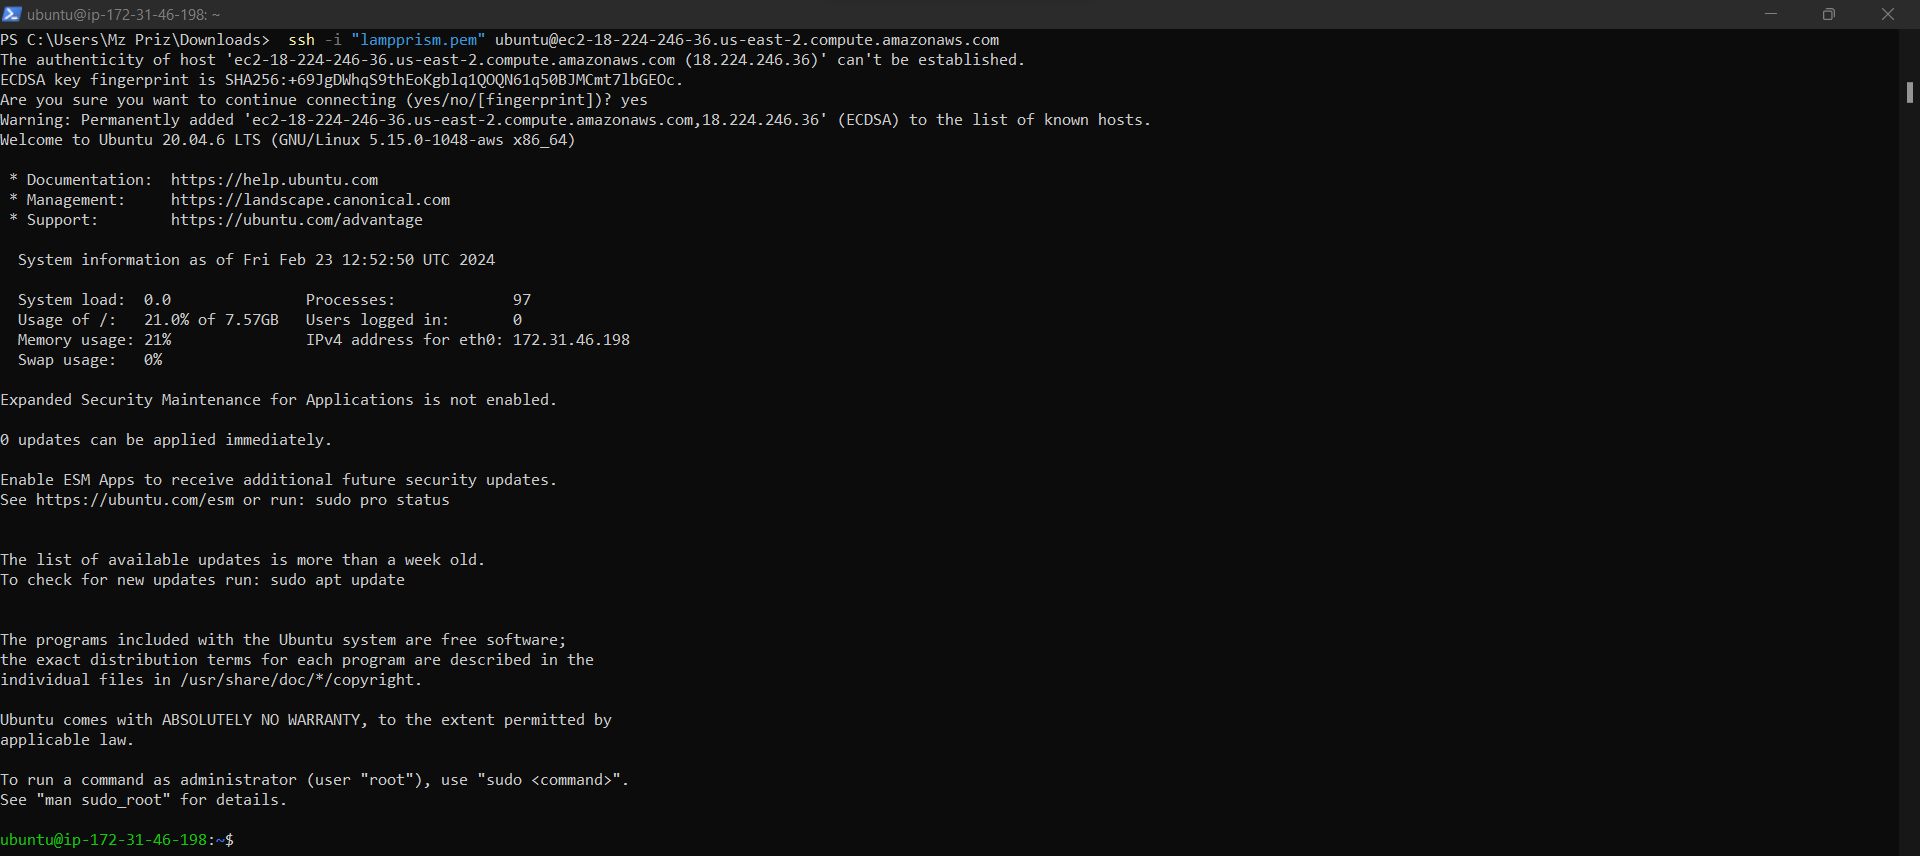 ubuntu@ip-172-31-46-198: ~
PS C:\Users\Mz Priz\Downloads>  ssh -i "lampprism.pem" ubuntu@ec2-18-224-246-36.us-east-2.compute.amazonaws.com
The authenticity of host 'ec2-18-224-246-36.us-east-2.compute.amazonaws.com (18.224.246.36)' can't be established.
ECDSA key fingerprint is SHA256:+69JgDWhqS9thEoKgblq1QOQN61q50BJMCmt7lbGEOc.
Are you sure you want to continue connecting (yes/no/[fingerprint])? yes
Warning: Permanently added 'ec2-18-224-246-36.us-east-2.compute.amazonaws.com,18.224.246.36' (ECDSA) to the list of known hosts.
Welcome to Ubuntu 20.04.6 LTS (GNU/Linux 5.15.0-1048-aws x86_64)
 * Documentation:  https://help.ubuntu.com
 * Management:     https://landscape.canonical.com
 * Support:        https://ubuntu.com/advantage
  System information as of Fri Feb 23 12:52:50 UTC 2024
  System load:  0.0               Processes:             97
  Usage of /:   21.0% of 7.57GB   Users logged in:       0
  Memory usage: 21%               IPv4 address for eth0: 172.31.46.198
  Swap usage:   0%
Expanded Security Maintenance for Applications is not enabled.
0 updates can be applied immediately.
Enable ESM Apps to receive additional future security updates.
See https://ubuntu.com/esm or run: sudo pro status
The list of available updates is more than a week old.
To check for new updates run: sudo apt update
The programs included with the Ubuntu system are free software;
the exact distribution terms for each program are described in the
individual files in /usr/share/doc/*/copyright.
Ubuntu comes with ABSOLUTELY NO WARRANTY, to the extent permitted by
applicable law.
To run a command as administrator (user "root"), use "sudo <command>".
See "man sudo_root" for details.
ubuntu@ip-172-31-46-198:~$